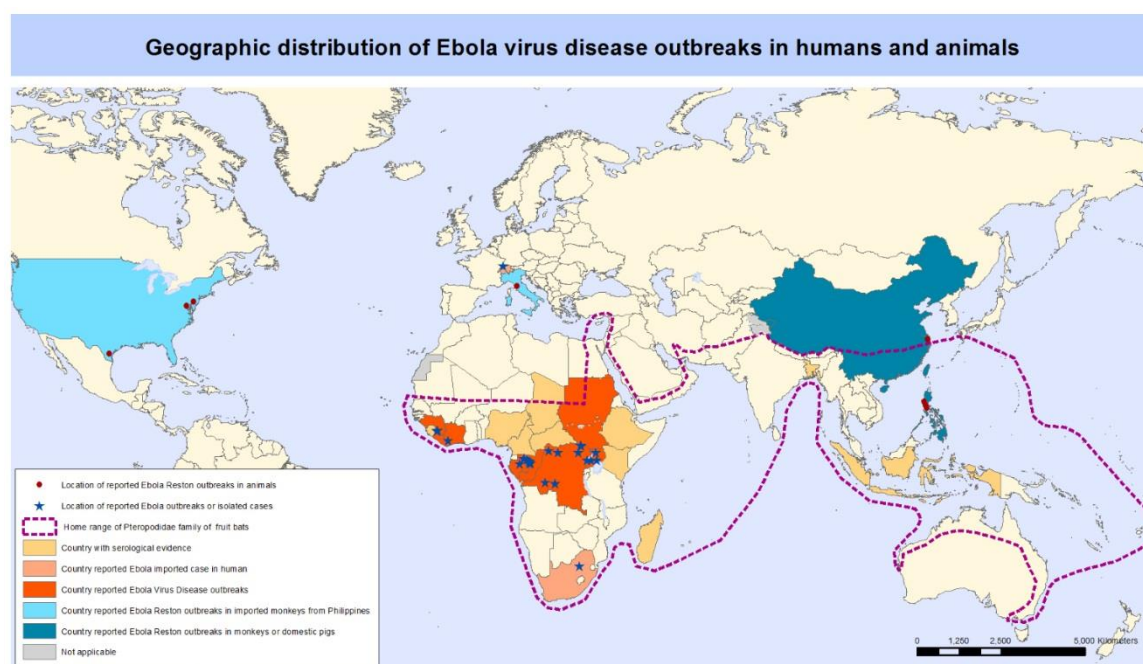 Geographic distribution of Ebola virus disease outbreaks in humans and animals
Location of reported Ebola Reston outbreaks in animals
Location of reported Ebola outbreaks or isolated cases
Home range of Pteropodidae family of fruit bats
Country with serological evidence
Country reported Ebola imported case in human
Country reported Ebola Virus Disease outbreaks
Country reported Ebola Reston outbreaks in imported monkeys from Philippines
Country reported Ebola Reston outbreaks in monkeys or domestic pigs
Not applicable
0 1,250 2,500 5,000 Kilometers